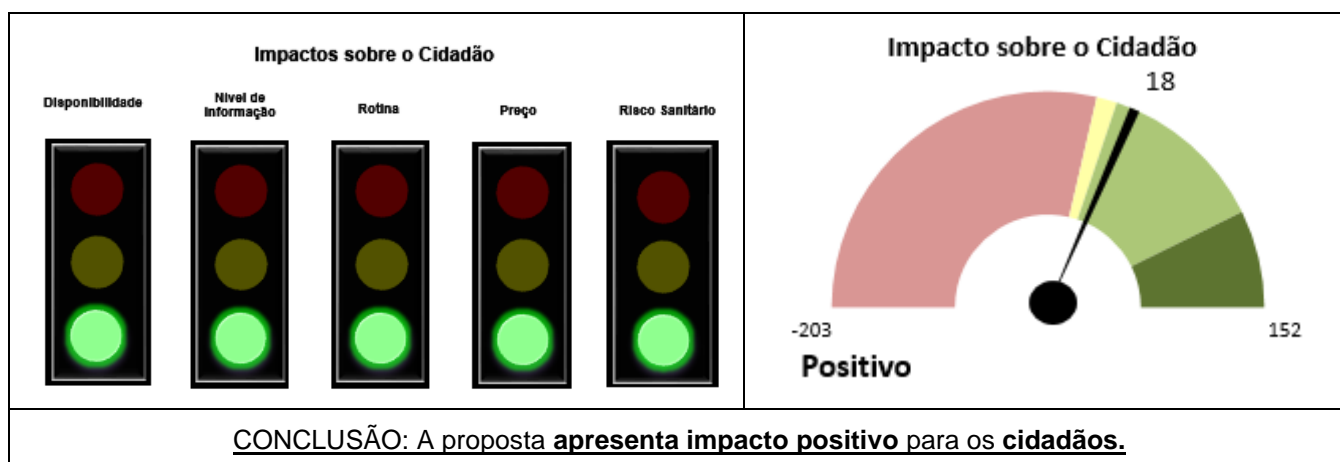 Impactos sobre o Cidadão
Disponibilidade
Nível de
Informação
Rotina
Preço
Risco Sanitário
Impacto sobre o Cidadão
18
-203
152
Positivo
CONCLUSÃO: A proposta apresenta impacto positivo para os cidadãos.